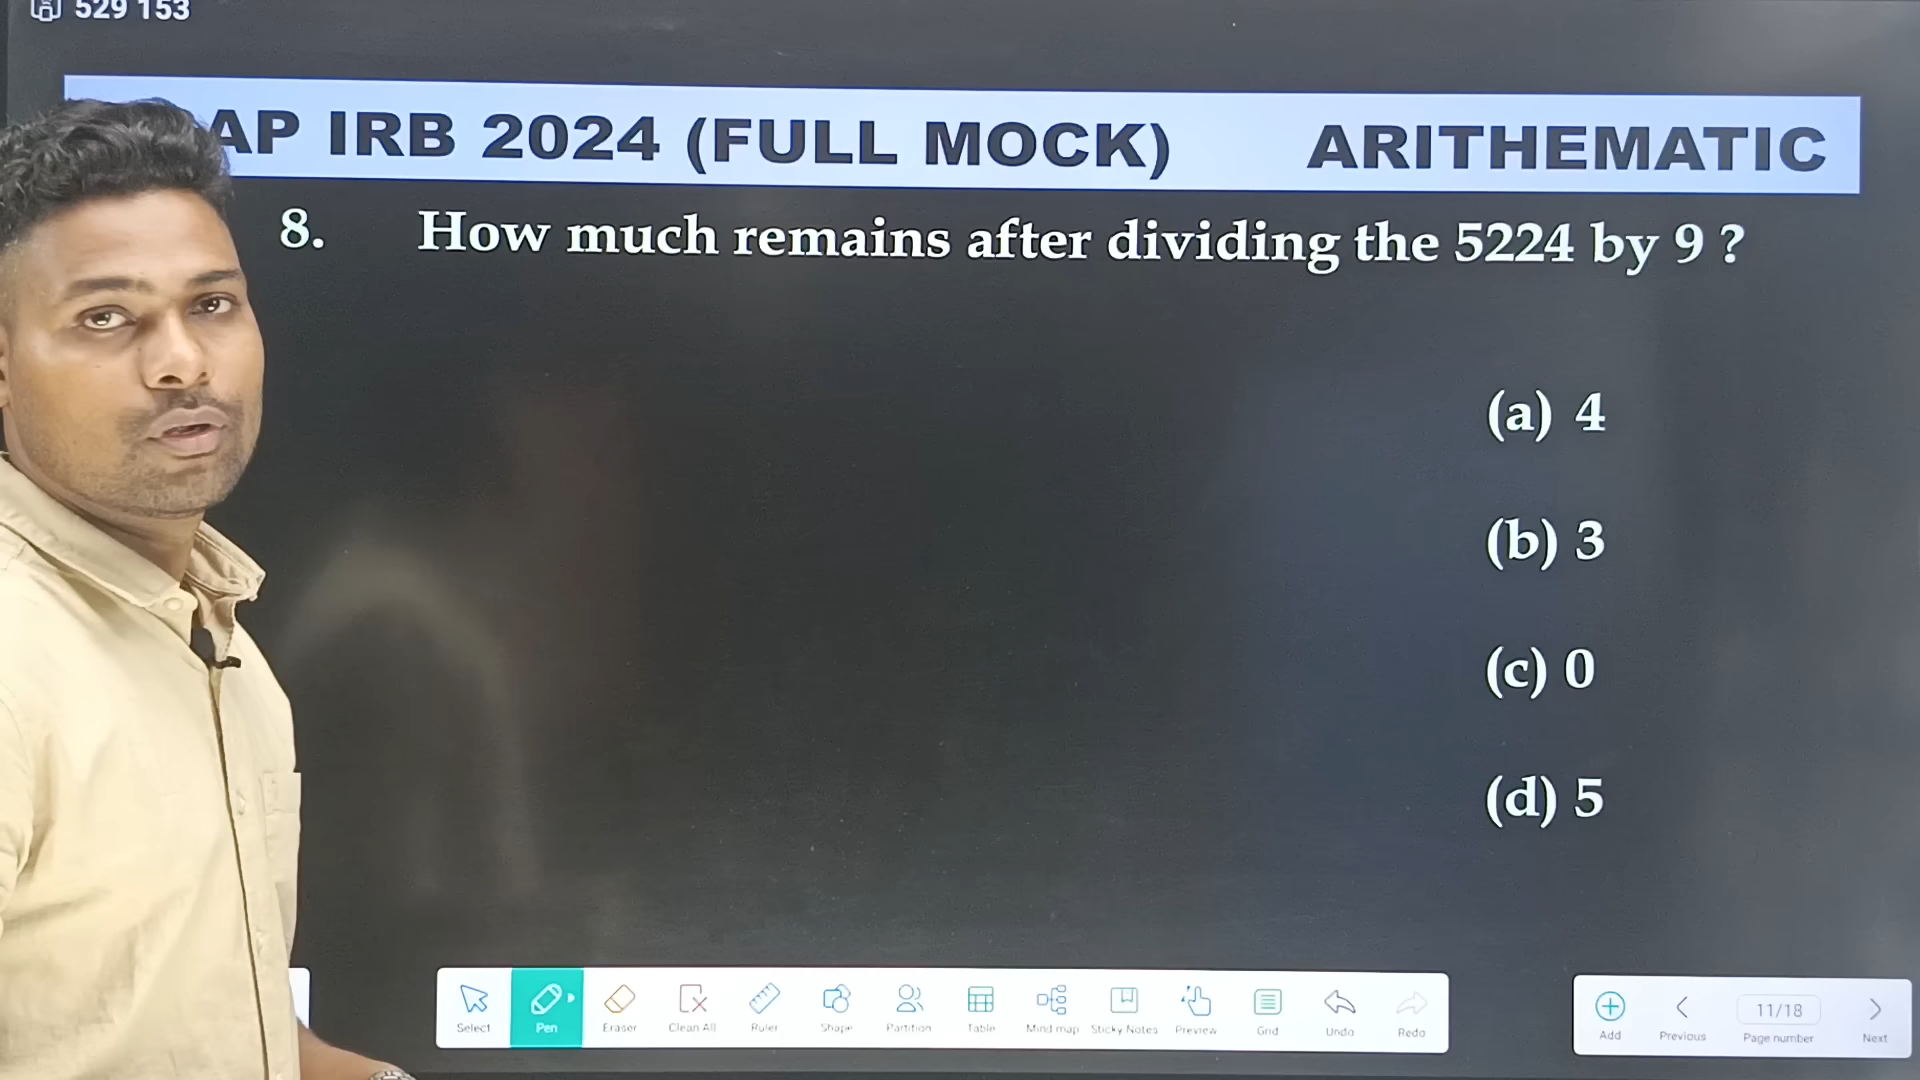 529 153
AP IRB 2024 (FULL MOCK) ARITHEMATIC
8. How much remains after dividing the 5224 by 9 ?
(a) 4
(b) 3
(c) 0
(d) 5
Select Pen Eraser Clean All Ruler Shape Partition Table Mind map Sticky Notes Preview Grid Undo Redo
Add Previous 11/18 Page number Next